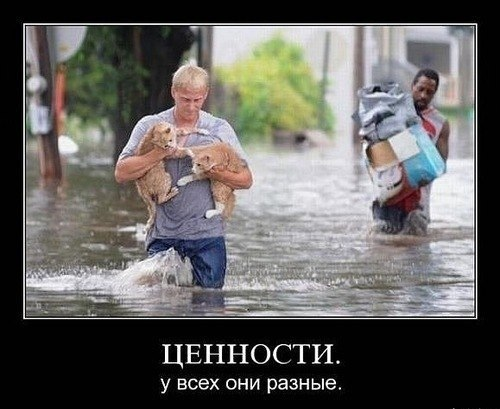 ЦЕННОСТИ.
у всех они разные.